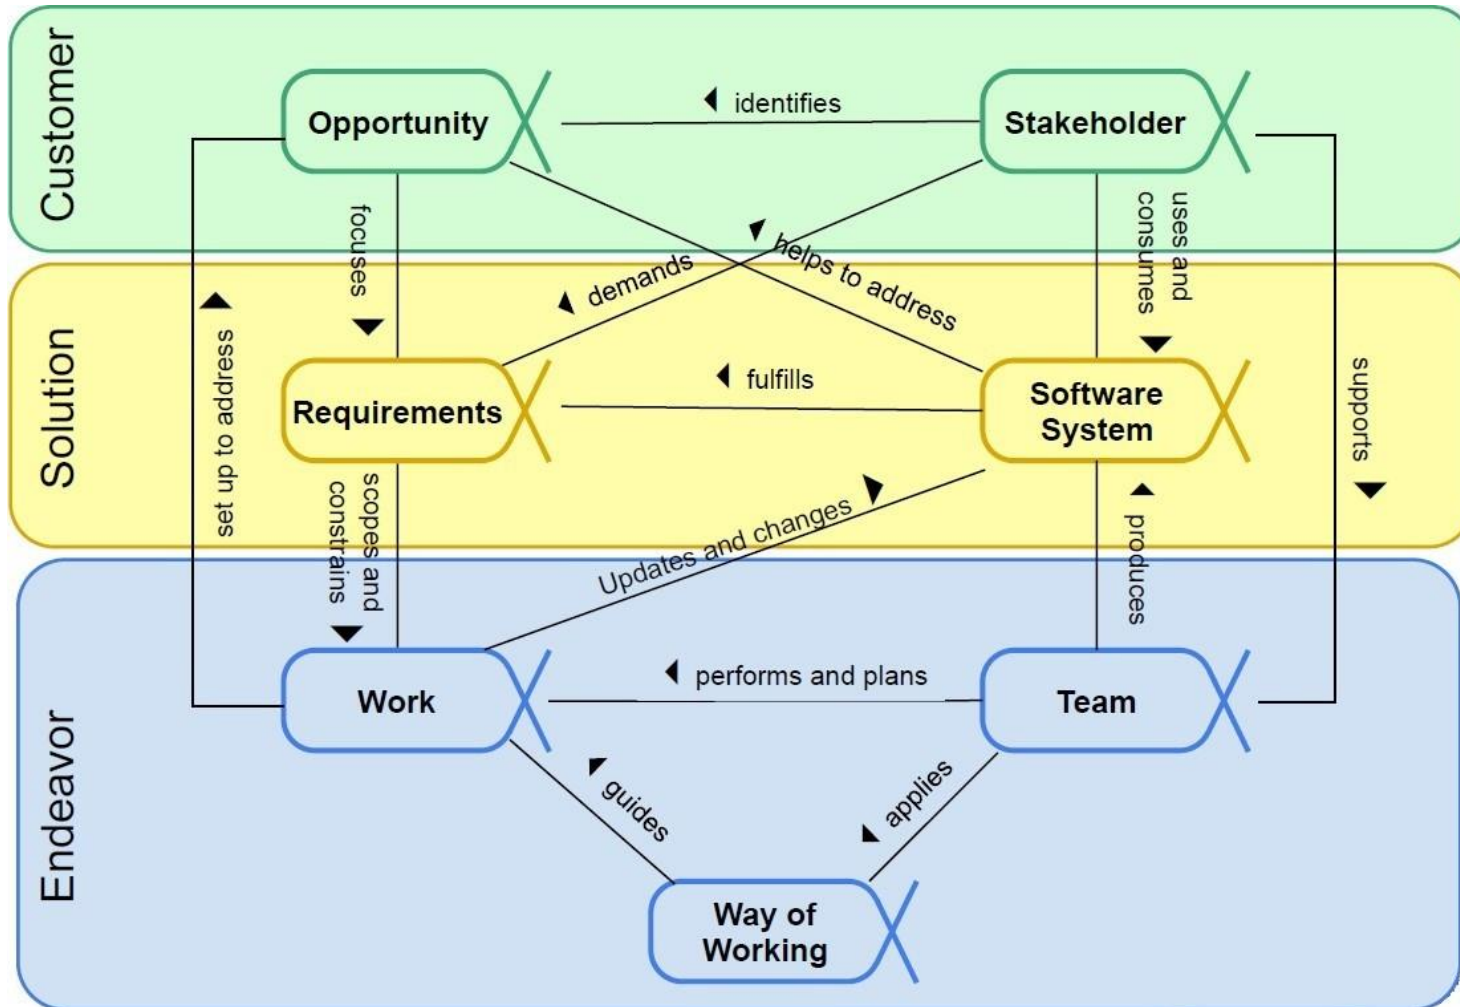 Customer
Opportunity
identifies
Stakeholder
focuses
demands
helps to address
uses and
consumes
Solution
set up to address
Requirements
fulfills
Software
System
supports
scopes and
constrains
Updates and changes
produces
Endeavor
Work
performs and plans
Team
guides
applies
Way of
Working